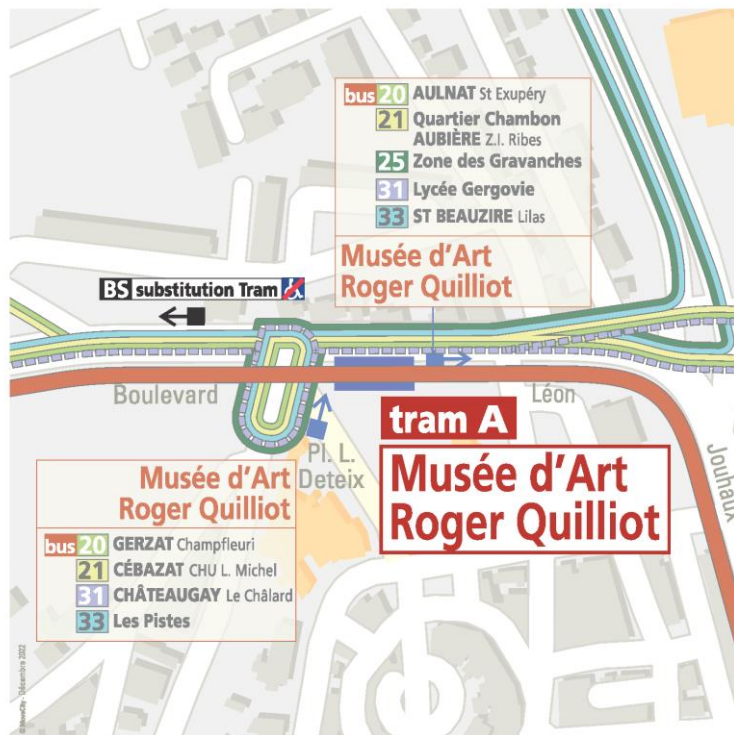 bus 20 AULNAT St Exupéry
21 Quartier Chambon
AUBIÈRE Z.I. Ribes
25 Zone des Gravanches
31 Lycée Gergovie
33 ST BEAUZIRE Lilas
Musée d'Art
Roger Quilliot
BS substitution Tram
Boulevard
Léon
Jouhaux
tram A
Musée d'Art
Roger Quilliot
Pl. L.
Deteix
Musée d'Art
Roger Quilliot
bus 20 GERZAT Champfleuri
21 CÉBAZAT CHU L. Michel
31 CHÂTEAUGAY Le Châlard
33 Les Pistes
© MoveCity - Décembre 2022